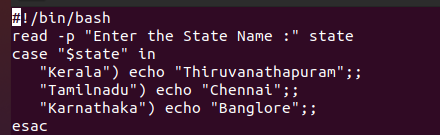 #!/bin/bash
read -p "Enter the State Name :" state
case "$state" in
   "Kerala") echo "Thiruvanathapuram";;
   "Tamilnadu") echo "Chennai";;
   "Karnathaka") echo "Banglore";;
esac